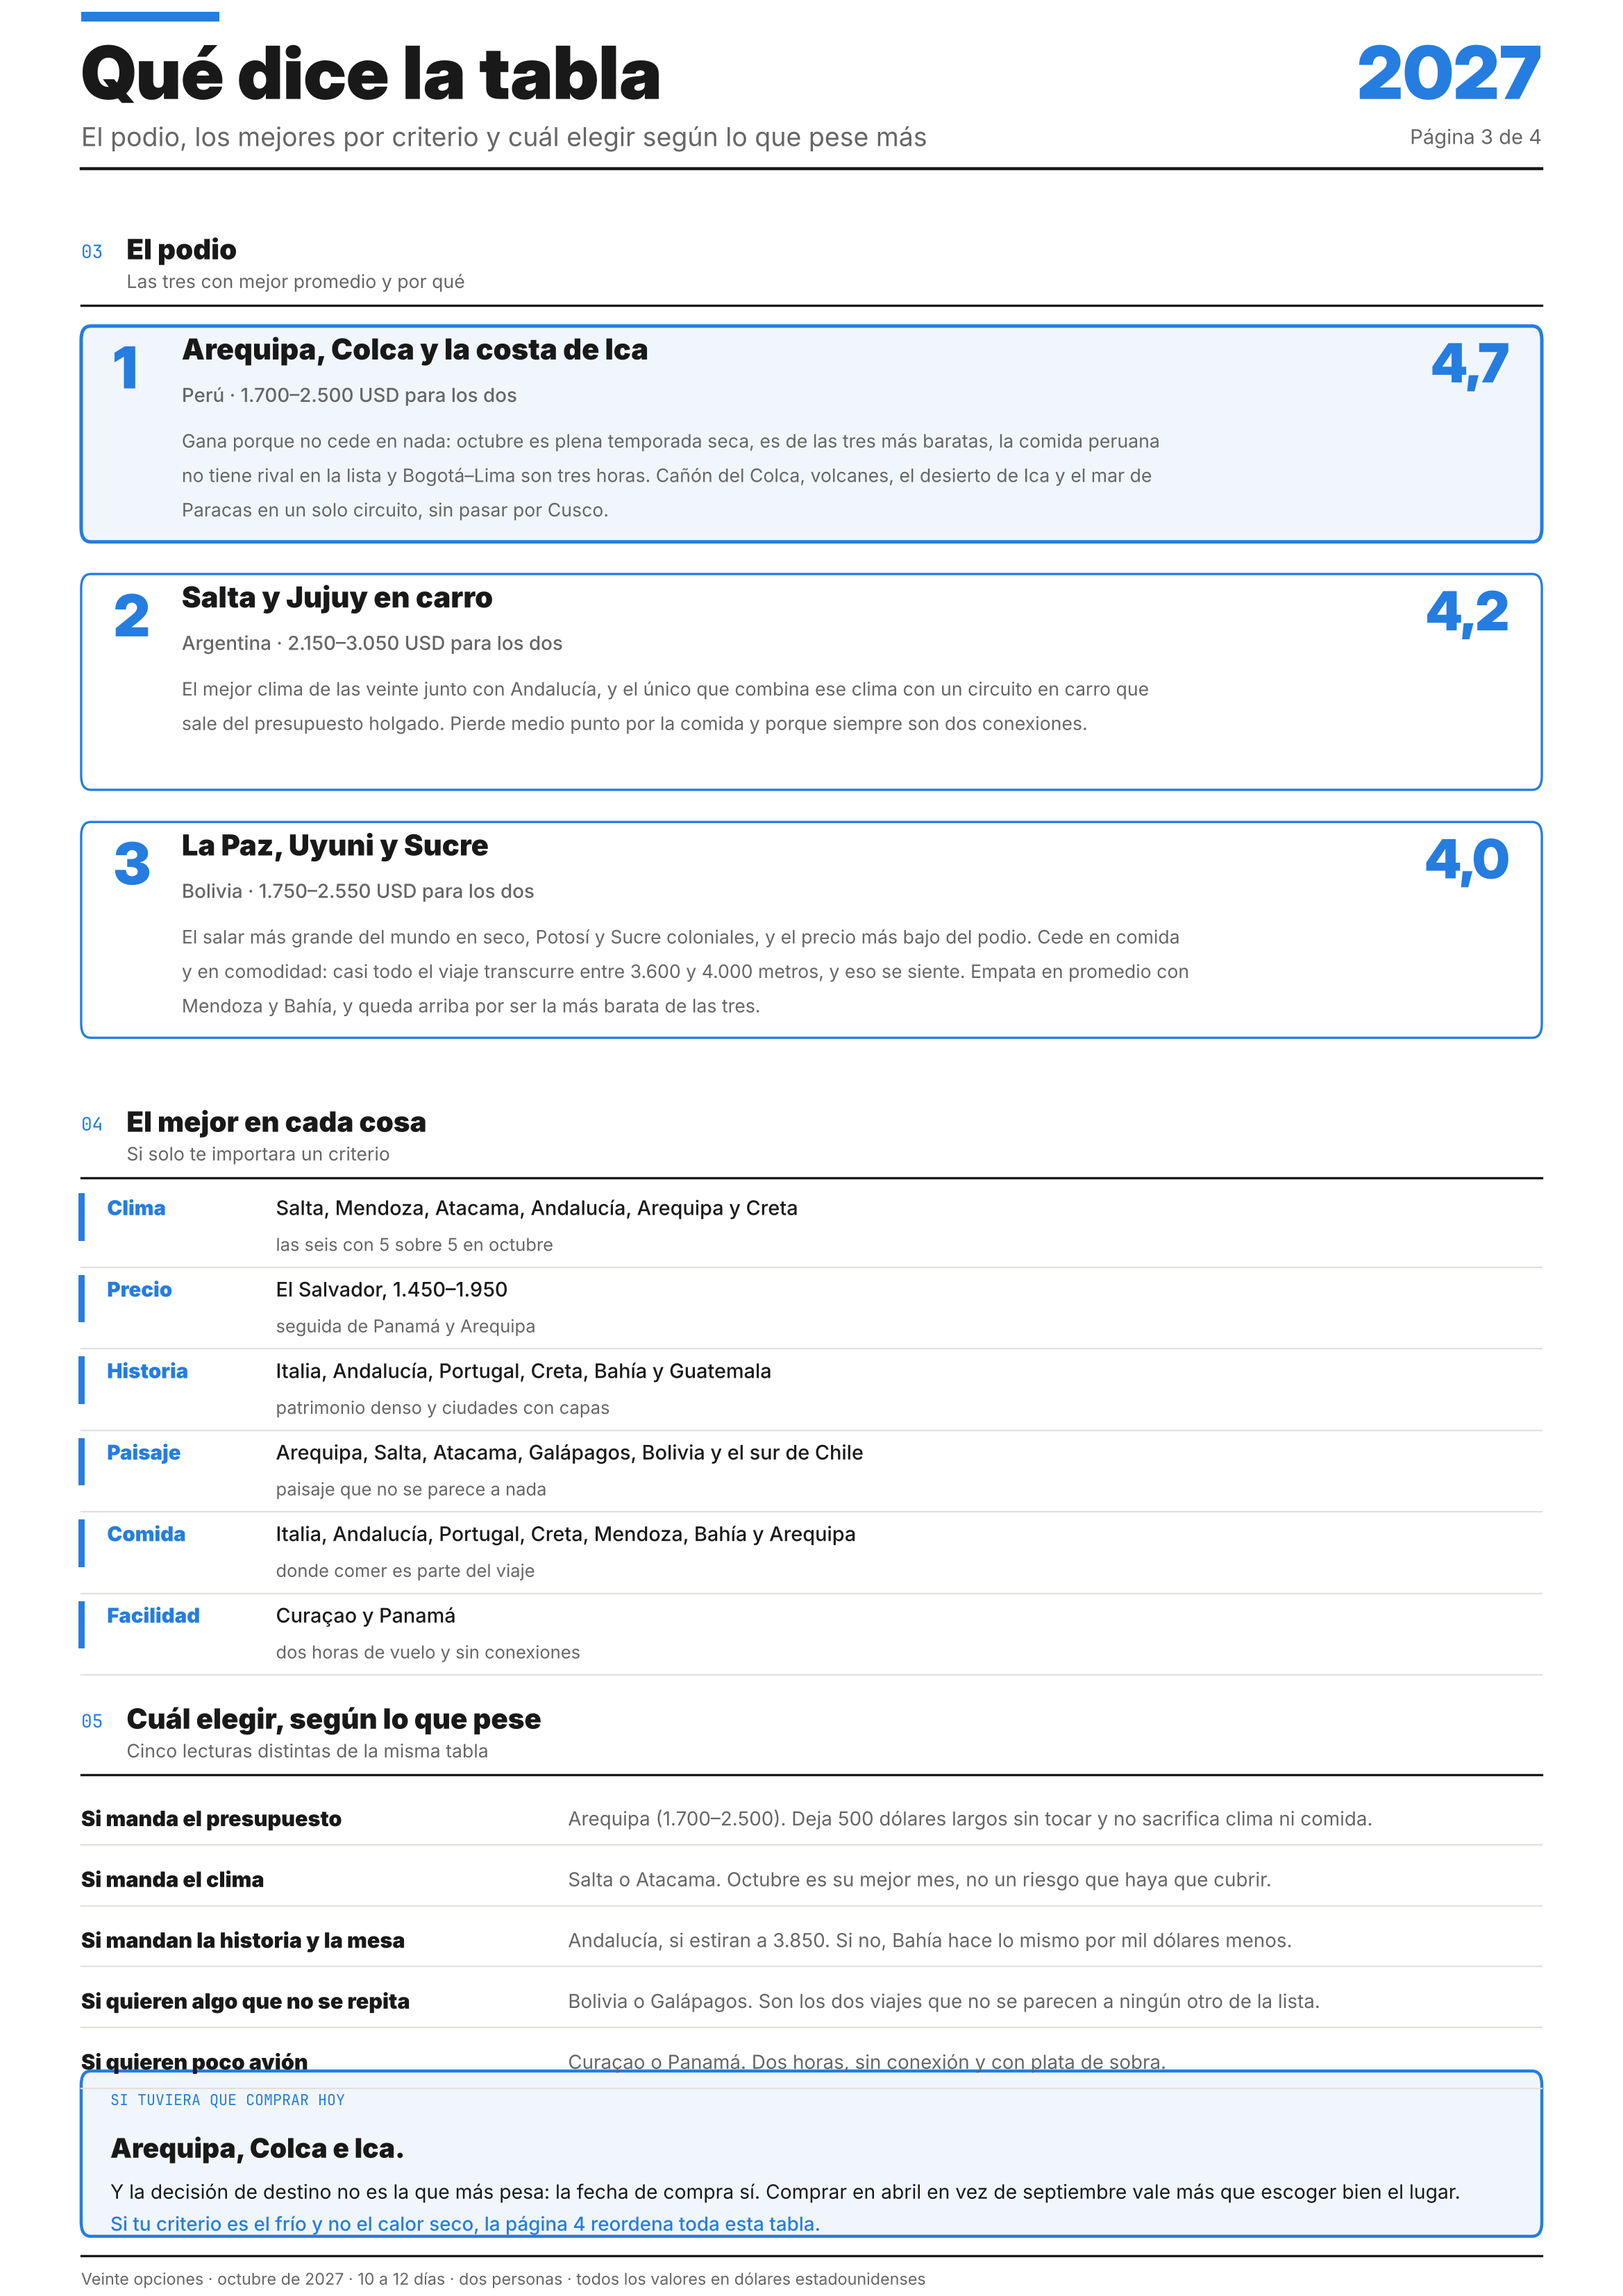 Qué dice la tabla
2027
El podio, los mejores por criterio y cuál elegir según lo que pese más
Página 3 de 4
03 El podio
Las tres con mejor promedio y por qué
1 Arequipa, Colca y la costa de Ica 4,7
Perú · 1.700–2.500 USD para los dos
Gana porque no cede en nada: octubre es plena temporada seca, es de las tres más baratas, la comida peruana
no tiene rival en la lista y Bogotá–Lima son tres horas. Cañón del Colca, volcanes, el desierto de Ica y el mar de
Paracas en un solo circuito, sin pasar por Cusco.
2 Salta y Jujuy en carro 4,2
Argentina · 2.150–3.050 USD para los dos
El mejor clima de las veinte junto con Andalucía, y el único que combina ese clima con un circuito en carro que
sale del presupuesto holgado. Pierde medio punto por la comida y porque siempre son dos conexiones.
3 La Paz, Uyuni y Sucre 4,0
Bolivia · 1.750–2.550 USD para los dos
El salar más grande del mundo en seco, Potosí y Sucre coloniales, y el precio más bajo del podio. Cede en comida
y en comodidad: casi todo el viaje transcurre entre 3.600 y 4.000 metros, y eso se siente. Empata en promedio con
Mendoza y Bahía, y queda arriba por ser la más barata de las tres.
04 El mejor en cada cosa
Si solo te importara un criterio
Clima Salta, Mendoza, Atacama, Andalucía, Arequipa y Creta
las seis con 5 sobre 5 en octubre
Precio El Salvador, 1.450–1.950
seguida de Panamá y Arequipa
Historia Italia, Andalucía, Portugal, Creta, Bahía y Guatemala
patrimonio denso y ciudades con capas
Paisaje Arequipa, Salta, Atacama, Galápagos, Bolivia y el sur de Chile
paisaje que no se parece a nada
Comida Italia, Andalucía, Portugal, Creta, Mendoza, Bahía y Arequipa
donde comer es parte del viaje
Facilidad Curaçao y Panamá
dos horas de vuelo y sin conexiones
05 Cuál elegir, según lo que pese
Cinco lecturas distintas de la misma tabla
Si manda el presupuesto Arequipa (1.700–2.500). Deja 500 dólares largos sin tocar y no sacrifica clima ni comida.
Si manda el clima Salta o Atacama. Octubre es su mejor mes, no un riesgo que haya que cubrir.
Si mandan la historia y la mesa Andalucía, si estiran a 3.850. Si no, Bahía hace lo mismo por mil dólares menos.
Si quieren algo que no se repita Bolivia o Galápagos. Son los dos viajes que no se parecen a ningún otro de la lista.
Si quieren poco avión Curaçao o Panamá. Dos horas, sin conexión y con plata de sobra.
SI TUVIERA QUE COMPRAR HOY
Arequipa, Colca e Ica.
Y la decisión de destino no es la que más pesa: la fecha de compra sí. Comprar en abril en vez de septiembre vale más que escoger bien el lugar.
Si tu criterio es el frío y no el calor seco, la página 4 reordena toda esta tabla.
Veinte opciones · octubre de 2027 · 10 a 12 días · dos personas · todos los valores en dólares estadounidenses